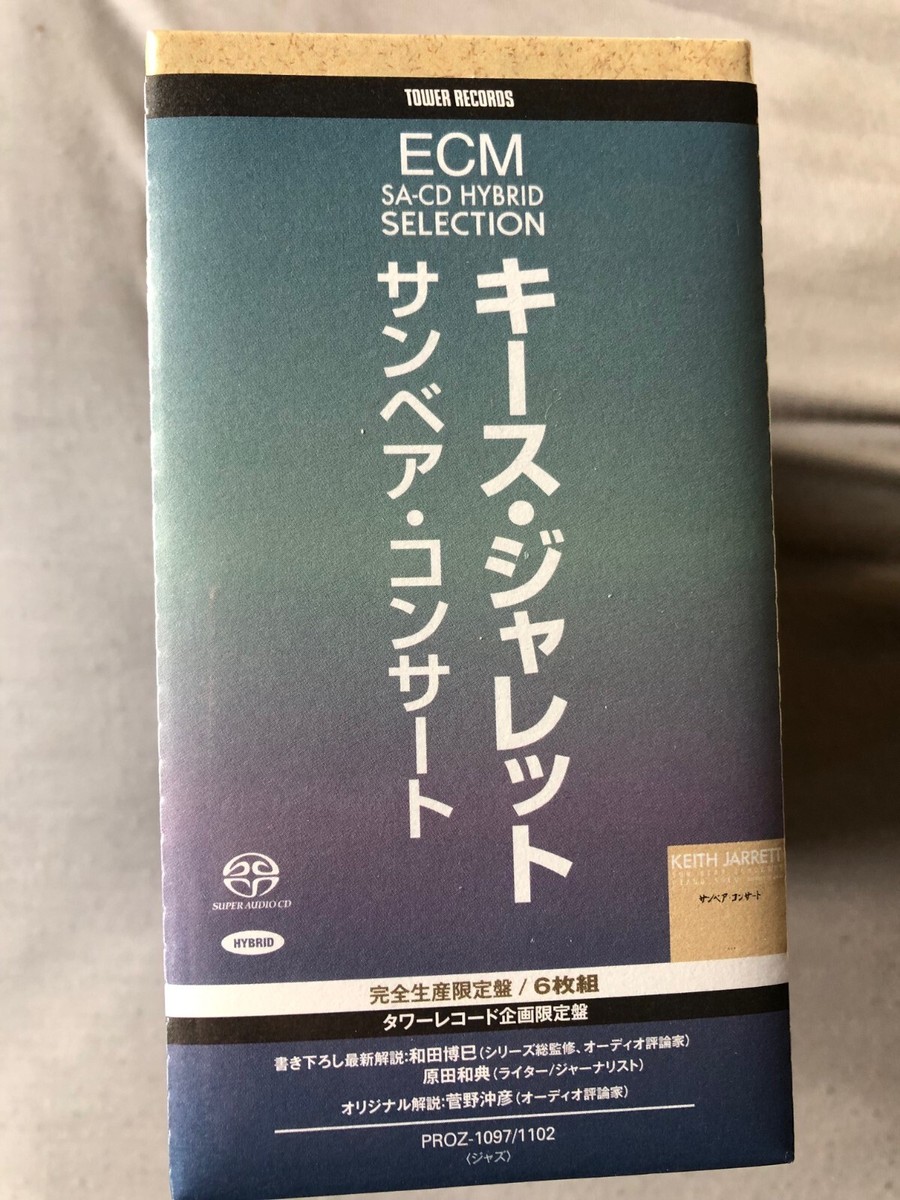 TOWER RECORDS
ECM
SA-CD HYBRID
SELECTION
キース・ジャレット
サンベア・コンサート
SUPER AUDIO CD
HYBRID
KEITH JARRETT
サンベア・コンサート
完全生産限定盤 / 6枚組
タワーレコード企画限定盤
書き下ろし最新解説:和田博巳(シリーズ総監修、オーディオ評論家)
原田和典(ライター/ジャーナリスト)
オリジナル解説:菅野沖彦(オーディオ評論家)
PROZ-1097/1102
〈ジャズ〉